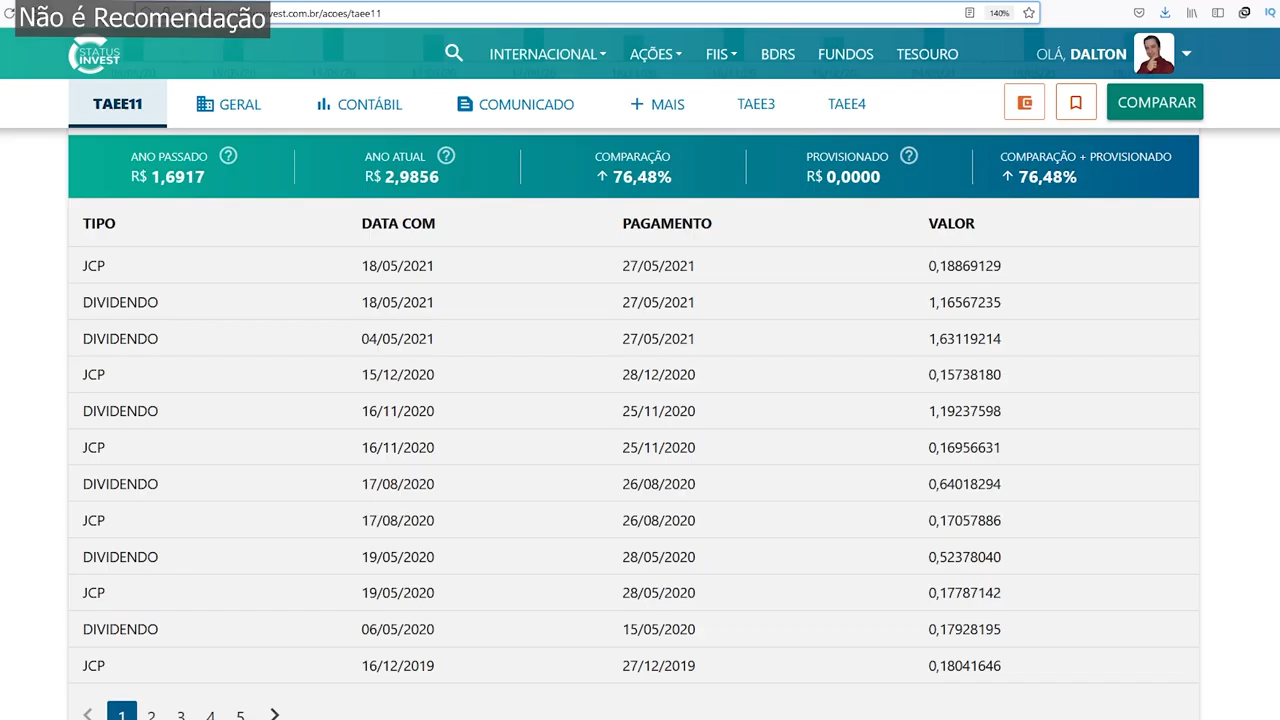 Não é Recomendação
invest.com.br/acoes/taee11
140%
STATUS
INVEST
INTERNACIONAL
AÇÕES
FIIS
BDRS
FUNDOS
TESOURO
OLÁ, DALTON
TAEE11
GERAL
CONTÁBIL
COMUNICADO
+ MAIS
TAEE3
TAEE4
COMPARAR
ANO PASSADO ?
R$ 1,6917
ANO ATUAL ?
R$ 2,9856
COMPARAÇÃO
↑ 76,48%
PROVISIONADO ?
R$ 0,0000
COMPARAÇÃO + PROVISIONADO
↑ 76,48%
TIPO DATA COM PAGAMENTO VALOR
JCP 18/05/2021 27/05/2021 0,18869129
DIVIDENDO 18/05/2021 27/05/2021 1,16567235
DIVIDENDO 04/05/2021 27/05/2021 1,63119214
JCP 15/12/2020 28/12/2020 0,15738180
DIVIDENDO 16/11/2020 25/11/2020 1,19237598
JCP 16/11/2020 25/11/2020 0,16956631
DIVIDENDO 17/08/2020 26/08/2020 0,64018294
JCP 17/08/2020 26/08/2020 0,17057886
DIVIDENDO 19/05/2020 28/05/2020 0,52378040
JCP 19/05/2020 28/05/2020 0,17787142
DIVIDENDO 06/05/2020 15/05/2020 0,17928195
JCP 16/12/2019 27/12/2019 0,18041646
1 2 3 4 5